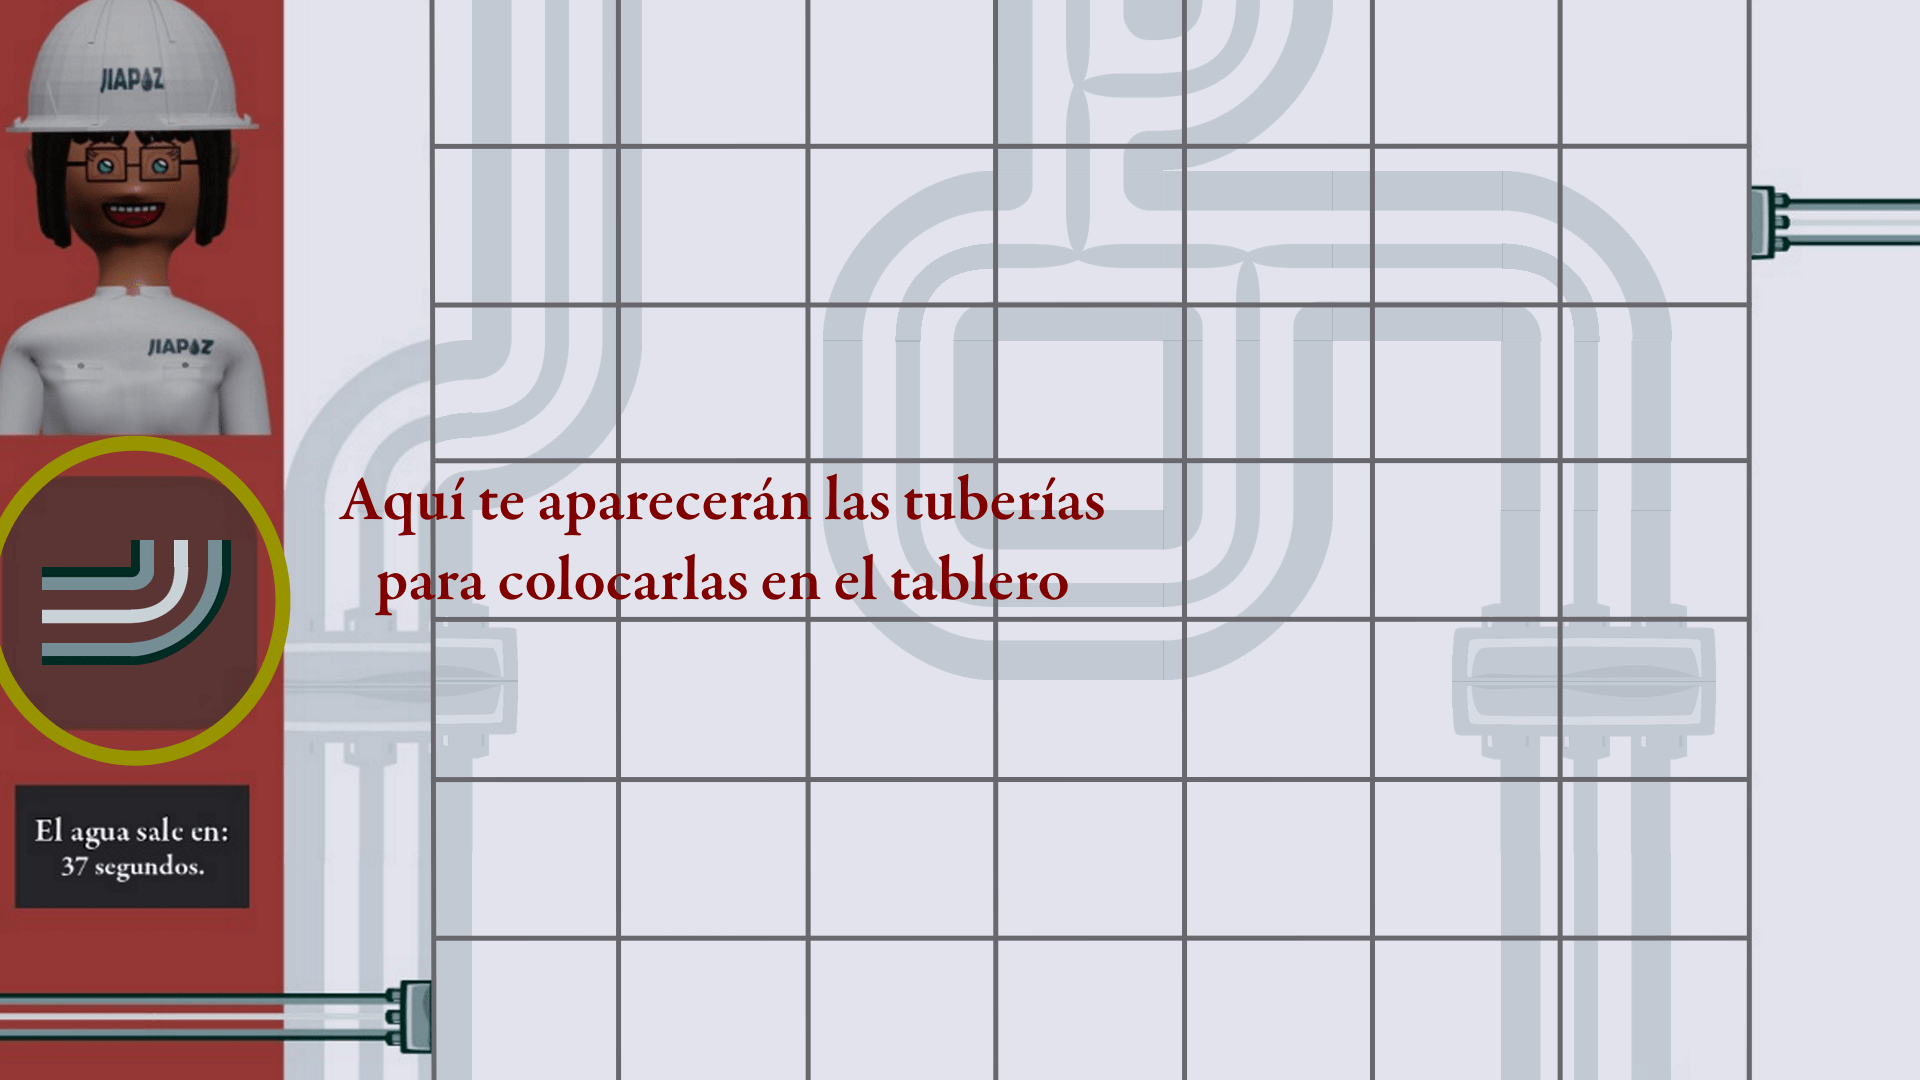 JIAPAZ
JIAPAZ
Aquí te aparecerán las tuberías
para colocarlas en el tablero
El agua sale en:
37 segundos.